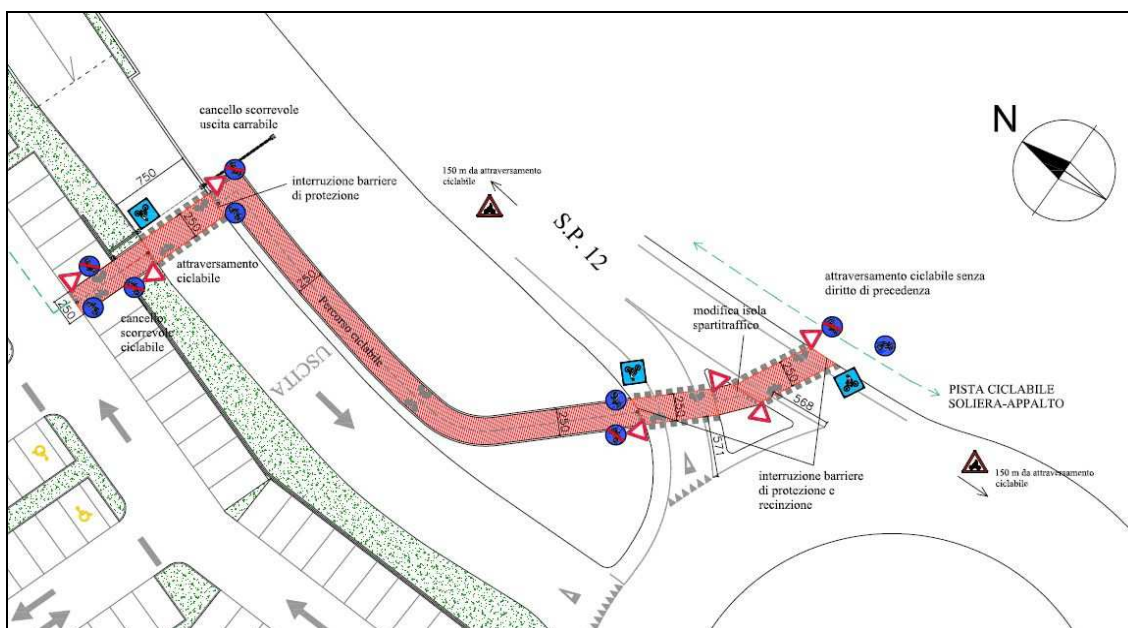 cancello scorrevole
uscita carrabile
750
interruzione barriere
di protezione
250
attraversamento
ciclabile
250
cancello
scorrevole
ciclabile
250
Percorso ciclabile
USCITA
150 m da attraversamento
ciclabile
S.P. 12
N
attraversamento ciclabile senza
diritto di precedenza
modifica isola
spartitraffico
250
250
250
568
571
PISTA CICLABILE
SOLIERA-APPALTO
interruzione barriere
di protezione e
recinzione
150 m da attraversamento
ciclabile